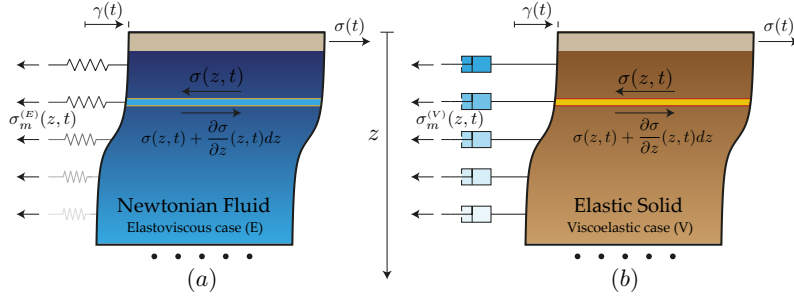 γ(t)
σ(t)
σ(z, t)
σ_m^{(E)}(z, t)
σ(z, t) + ∂σ/∂z (z, t)dz
Newtonian Fluid
Elastoviscous case (E)
(a)
z
γ(t)
σ(t)
σ(z, t)
σ_m^{(V)}(z, t)
σ(z, t) + ∂σ/∂z (z, t)dz
Elastic Solid
Viscoelastic case (V)
(b)